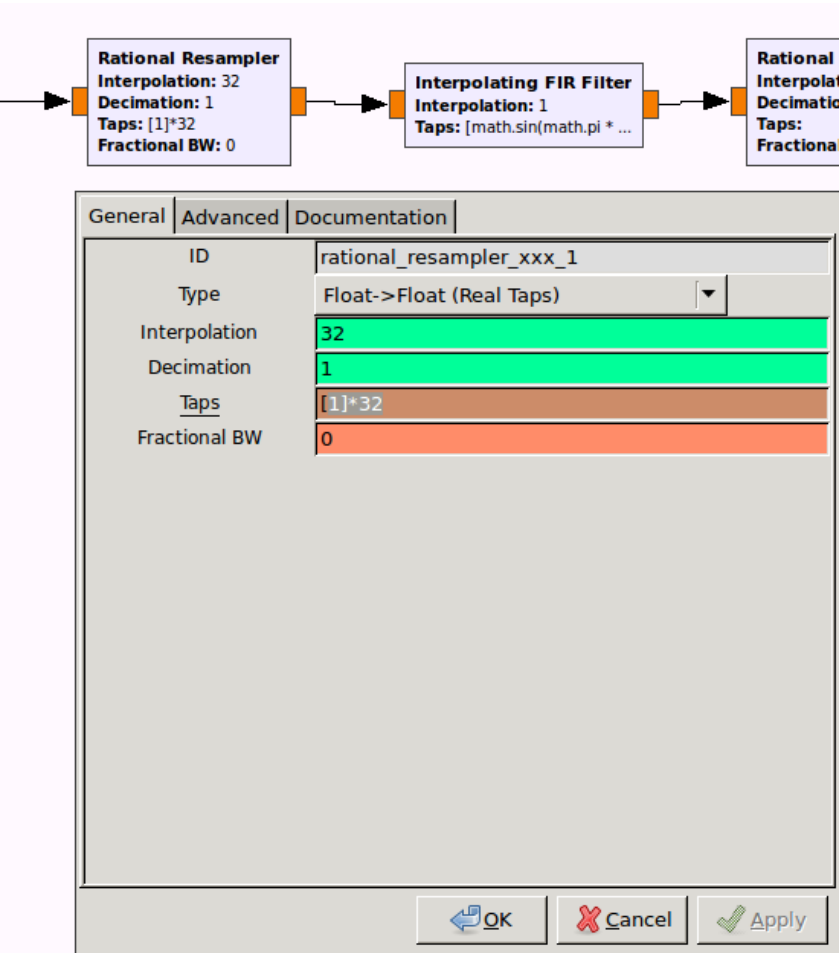 Rational Resampler
Interpolation: 32
Decimation: 1
Taps: [1]*32
Fractional BW: 0
Interpolating FIR Filter
Interpolation: 1
Taps: [math.sin(math.pi * ...
Rational
Interpolat
Decimatio
Taps:
Fractional
General Advanced Documentation
ID rational_resampler_xxx_1
Type Float->Float (Real Taps)
Interpolation 32
Decimation 1
Taps [1]*32
Fractional BW 0
OK Cancel Apply